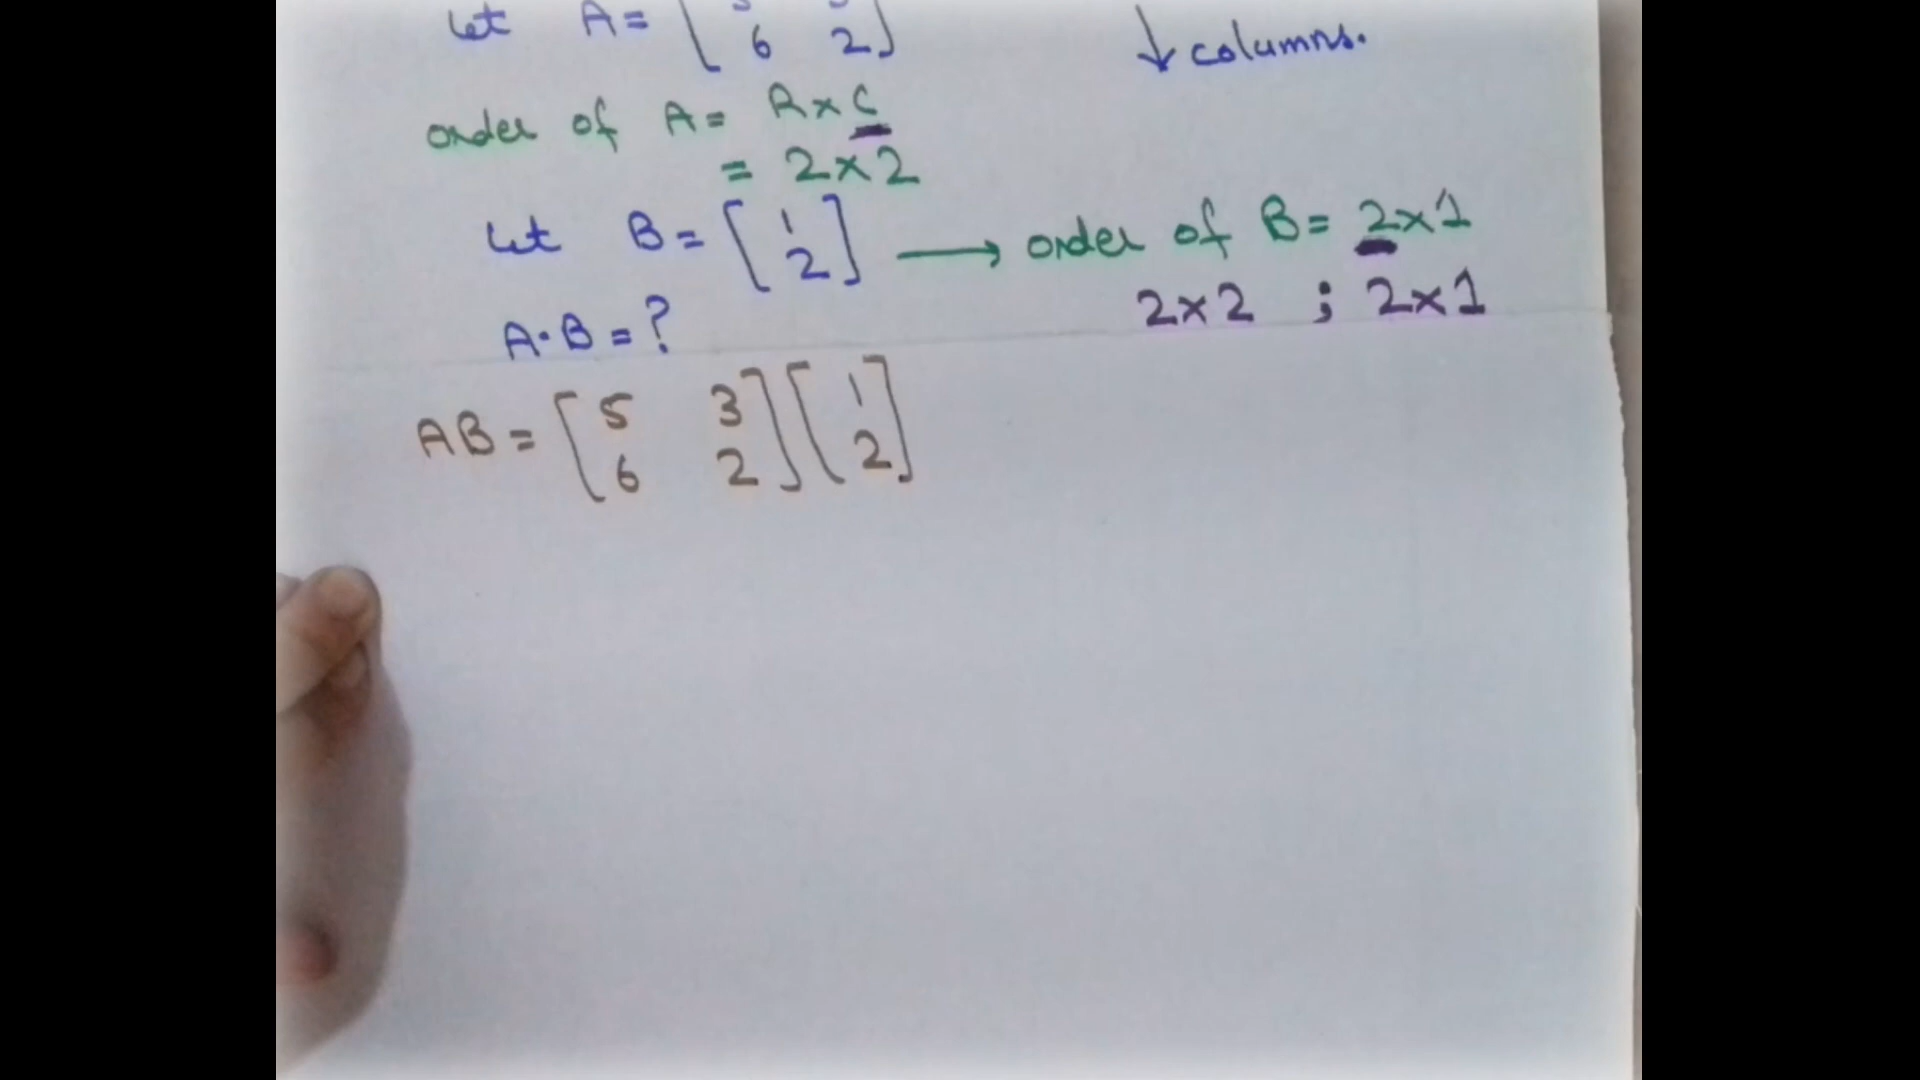 Let A = [
6 2]
↓ columns.
order of A = R×C
= 2×2
Let B = [1
2] → order of B = 2×1
2×2 ; 2×1
A·B = ?
AB = [5 3
6 2] [1
2]